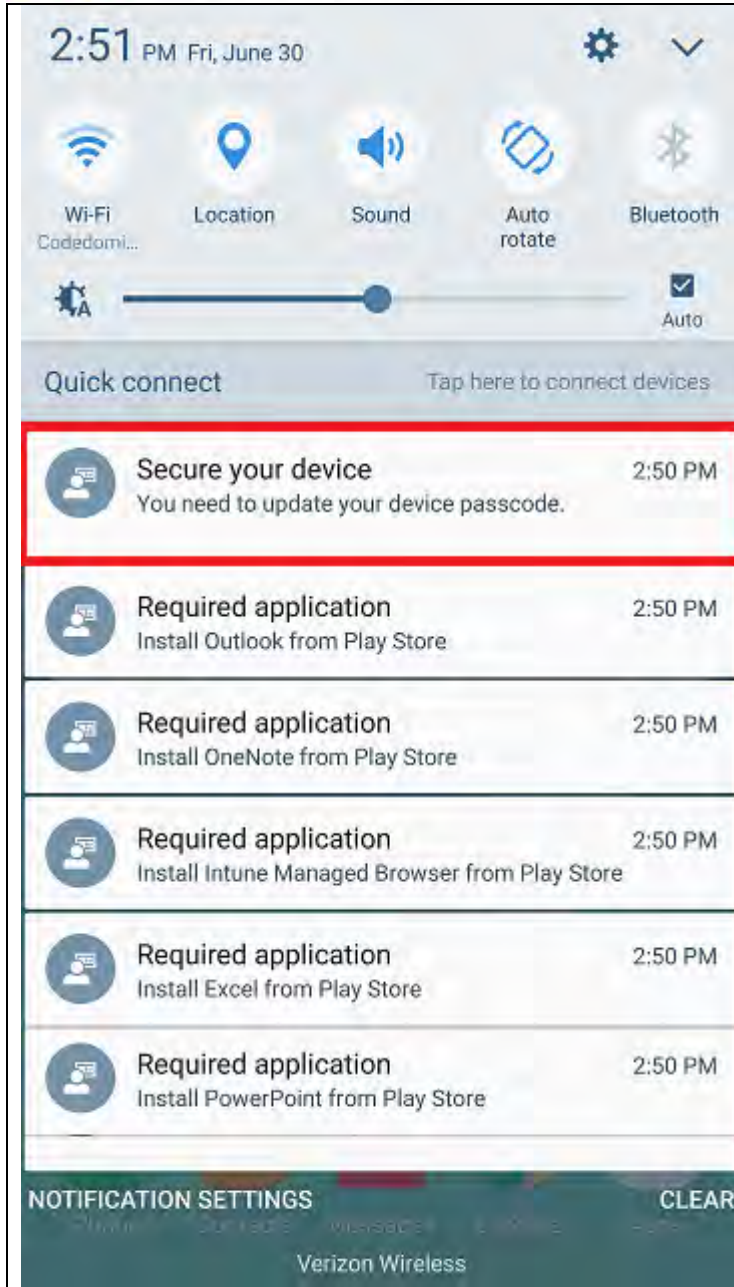 2:51 PM Fri, June 30
Wi-Fi Location Sound Auto rotate Bluetooth
Codedomi...
A
Auto
Quick connect Tap here to connect devices
Secure your device 2:50 PM
You need to update your device passcode.
Required application 2:50 PM
Install Outlook from Play Store
Required application 2:50 PM
Install OneNote from Play Store
Required application 2:50 PM
Install Intune Managed Browser from Play Store
Required application 2:50 PM
Install Excel from Play Store
Required application 2:50 PM
Install PowerPoint from Play Store
NOTIFICATION SETTINGS CLEAR
Verizon Wireless